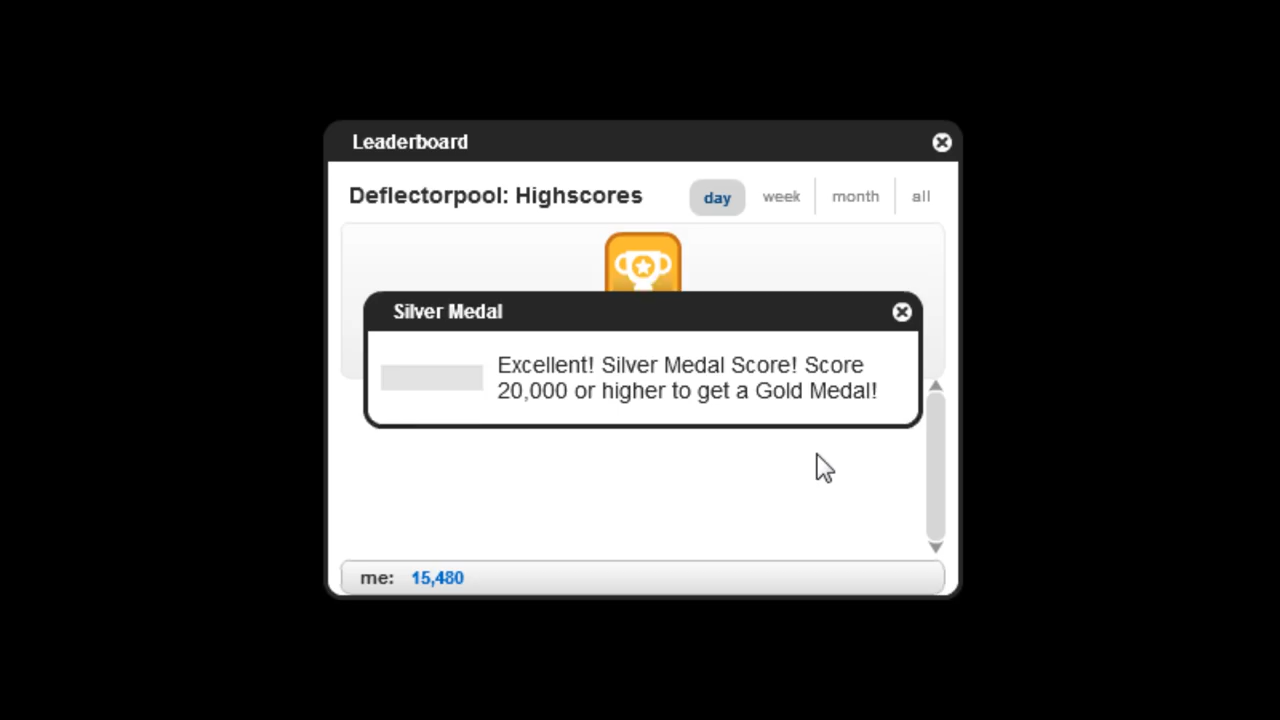 Leaderboard
Deflectorpool: Highscores
day
week
month
all
Silver Medal
Excellent! Silver Medal Score! Score
20,000 or higher to get a Gold Medal!
me: 15,480